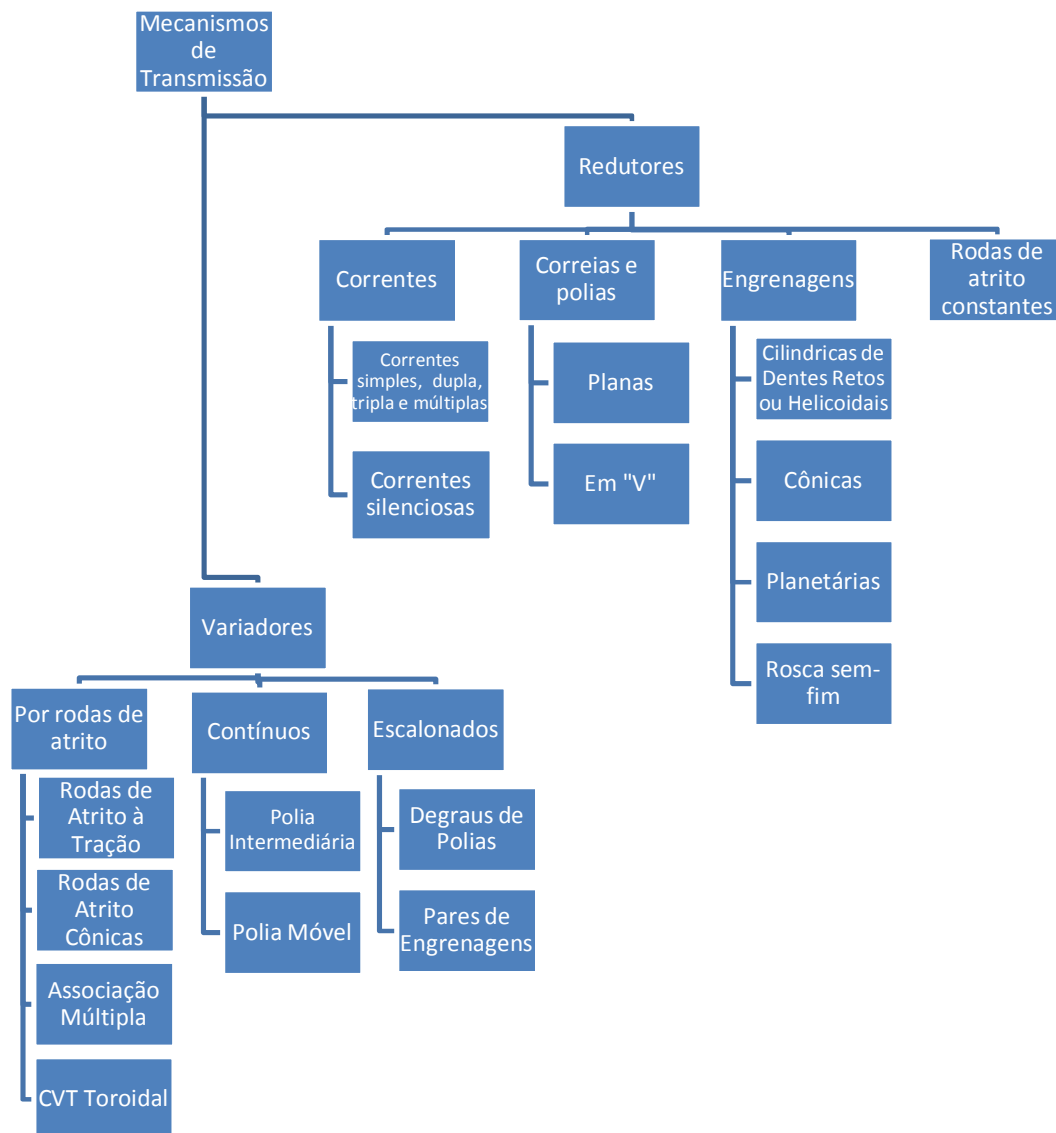 Mecanismos
de
Transmissão
Redutores
Correntes
Correntes
simples, dupla,
tripla e múltiplas
Correntes
silenciosas
Correias e
polias
Planas
Em "V"
Engrenagens
Cilindricas de
Dentes Retos
ou Helicoidais
Cônicas
Planetárias
Rosca sem-
fim
Rodas de
atrito
constantes
Variadores
Por rodas de
atrito
Rodas de
Atrito à
Tração
Rodas de
Atrito
Cônicas
Associação
Múltipla
CVT Toroidal
Contínuos
Polia
Intermediária
Polia Móvel
Escalonados
Degraus de
Polias
Pares de
Engrenagens